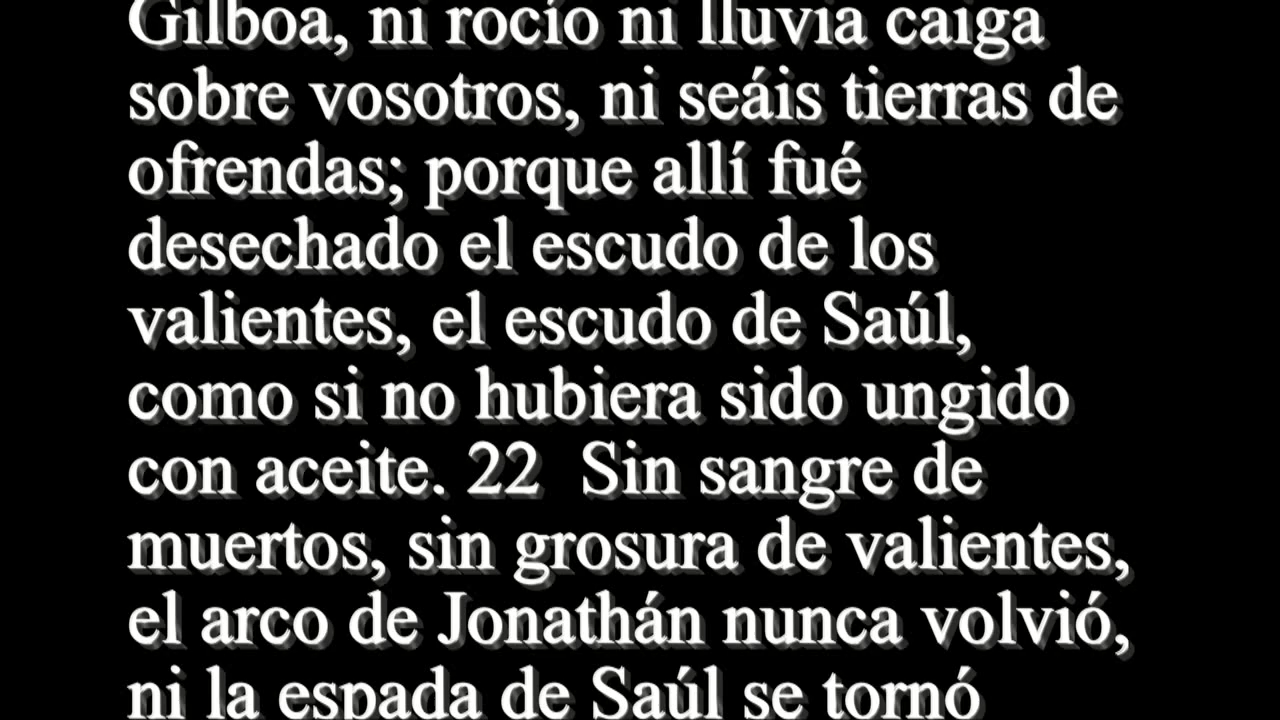 Gilboa, ni rocío ni lluvia caiga
sobre vosotros, ni seáis tierras de
ofrendas; porque allí fué
desechado el escudo de los
valientes, el escudo de Saúl,
como si no hubiera sido ungido
con aceite. 22  Sin sangre de
muertos, sin grosura de valientes,
el arco de Jonathán nunca volvió,
ni la espada de Saúl se tornó